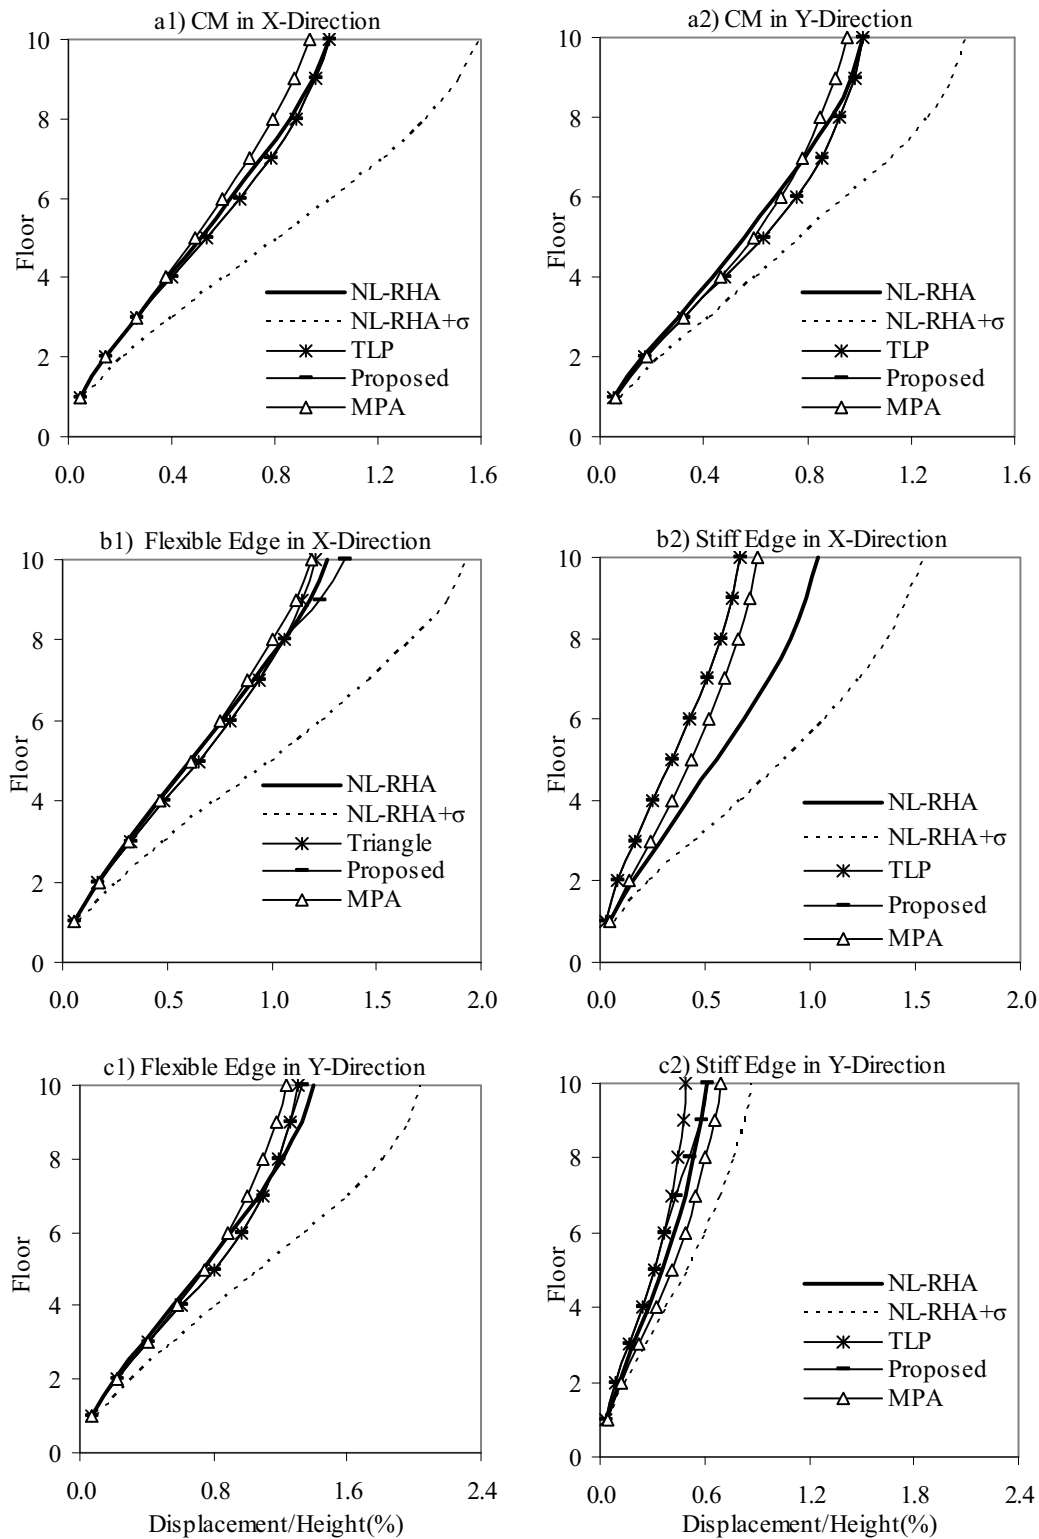 a1) CM in X-Direction
10
8
6
4
2
0
Floor
NL-RHA
NL-RHA+σ
TLP
Proposed
MPA
0.0 0.4 0.8 1.2 1.6
a2) CM in Y-Direction
10
8
6
4
2
0
Floor
NL-RHA
NL-RHA+σ
TLP
Proposed
MPA
0.0 0.4 0.8 1.2 1.6
b1) Flexible Edge in X-Direction
10
8
6
4
2
0
Floor
NL-RHA
NL-RHA+σ
Triangle
Proposed
MPA
0.0 0.5 1.0 1.5 2.0
b2) Stiff Edge in X-Direction
10
8
6
4
2
0
Floor
NL-RHA
NL-RHA+σ
TLP
Proposed
MPA
0.0 0.5 1.0 1.5 2.0
c1) Flexible Edge in Y-Direction
10
8
6
4
2
0
Floor
0.0 0.8 1.6 2.4
Displacement/Height(%)
c2) Stiff Edge in Y-Direction
10
8
6
4
2
0
Floor
NL-RHA
NL-RHA+σ
TLP
Proposed
MPA
0.0 0.6 1.2 1.8 2.4
Displacement/Height(%)